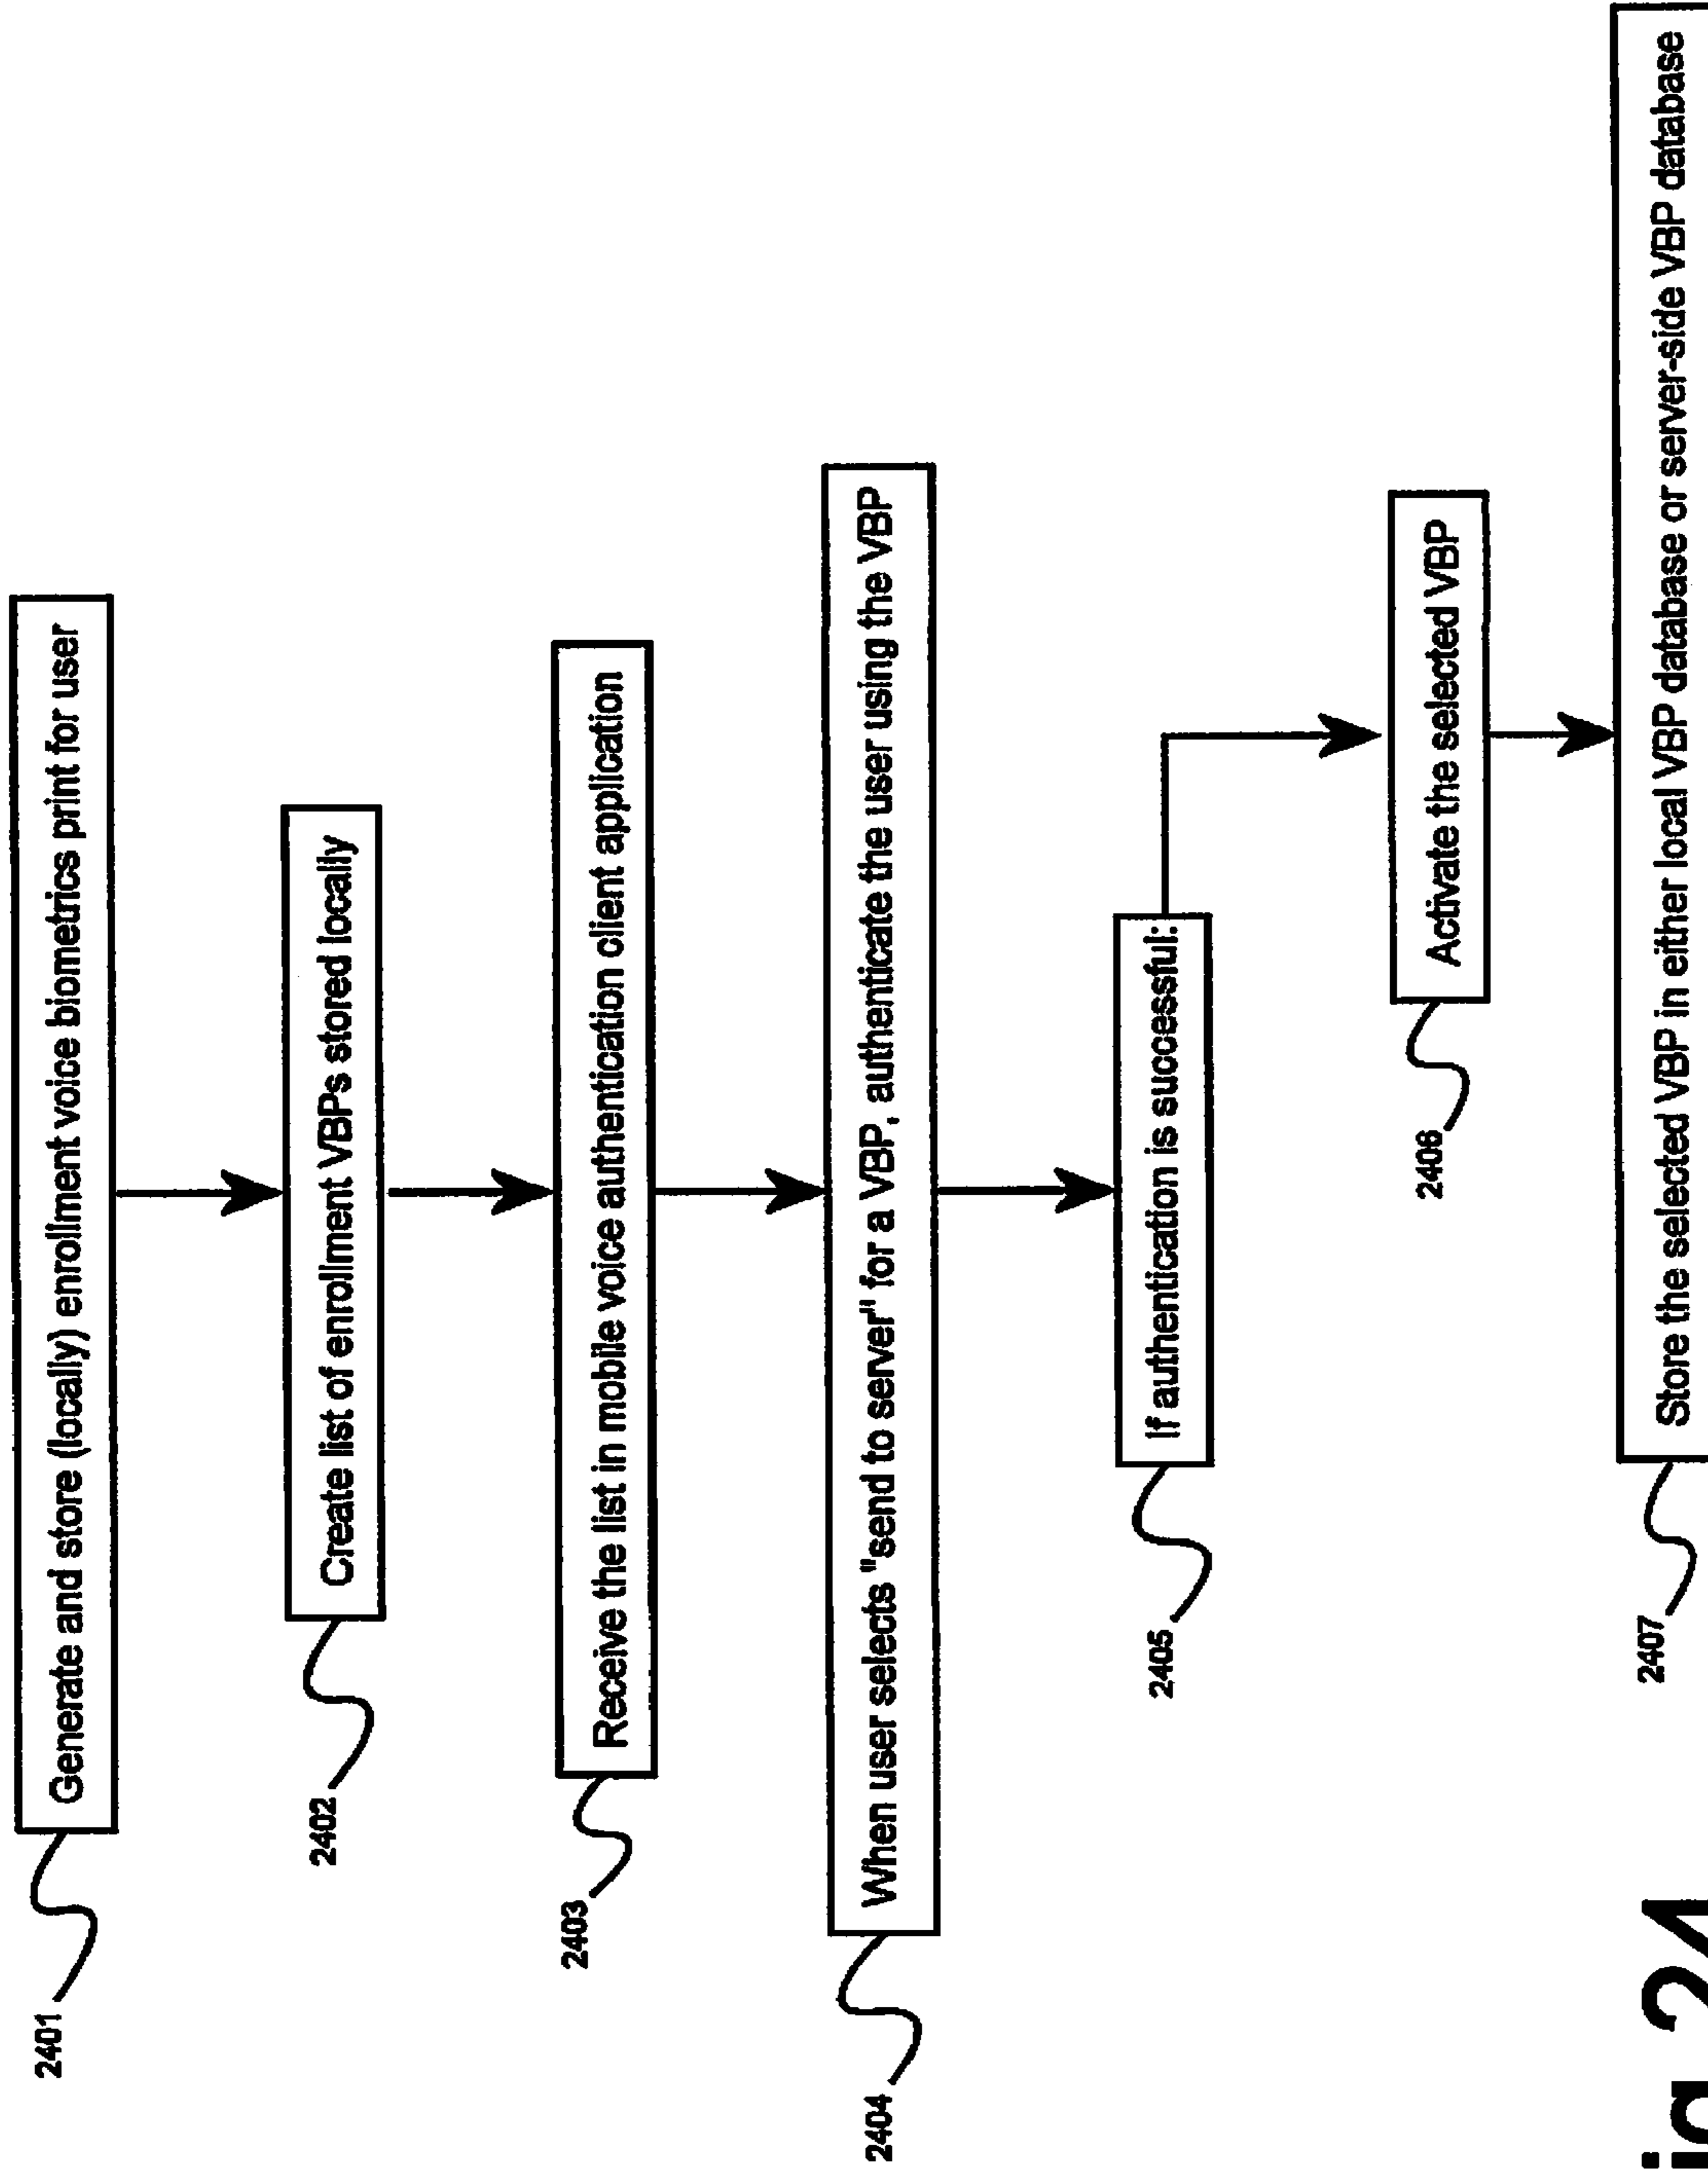 2401
Generate and store (locally) enrollment voice biometrics print for user
2402
Create list of enrollment VBPs stored locally
2403
Receive the list in mobile voice authentication client application
2404
When user selects "send to server" for a VBP, authenticate the user using the VBP
2405
If authentication is successful:
2406
Activate the selected VBP
2407
Store the selected VBP in either local VBP database or server-side VBP database
ig 24